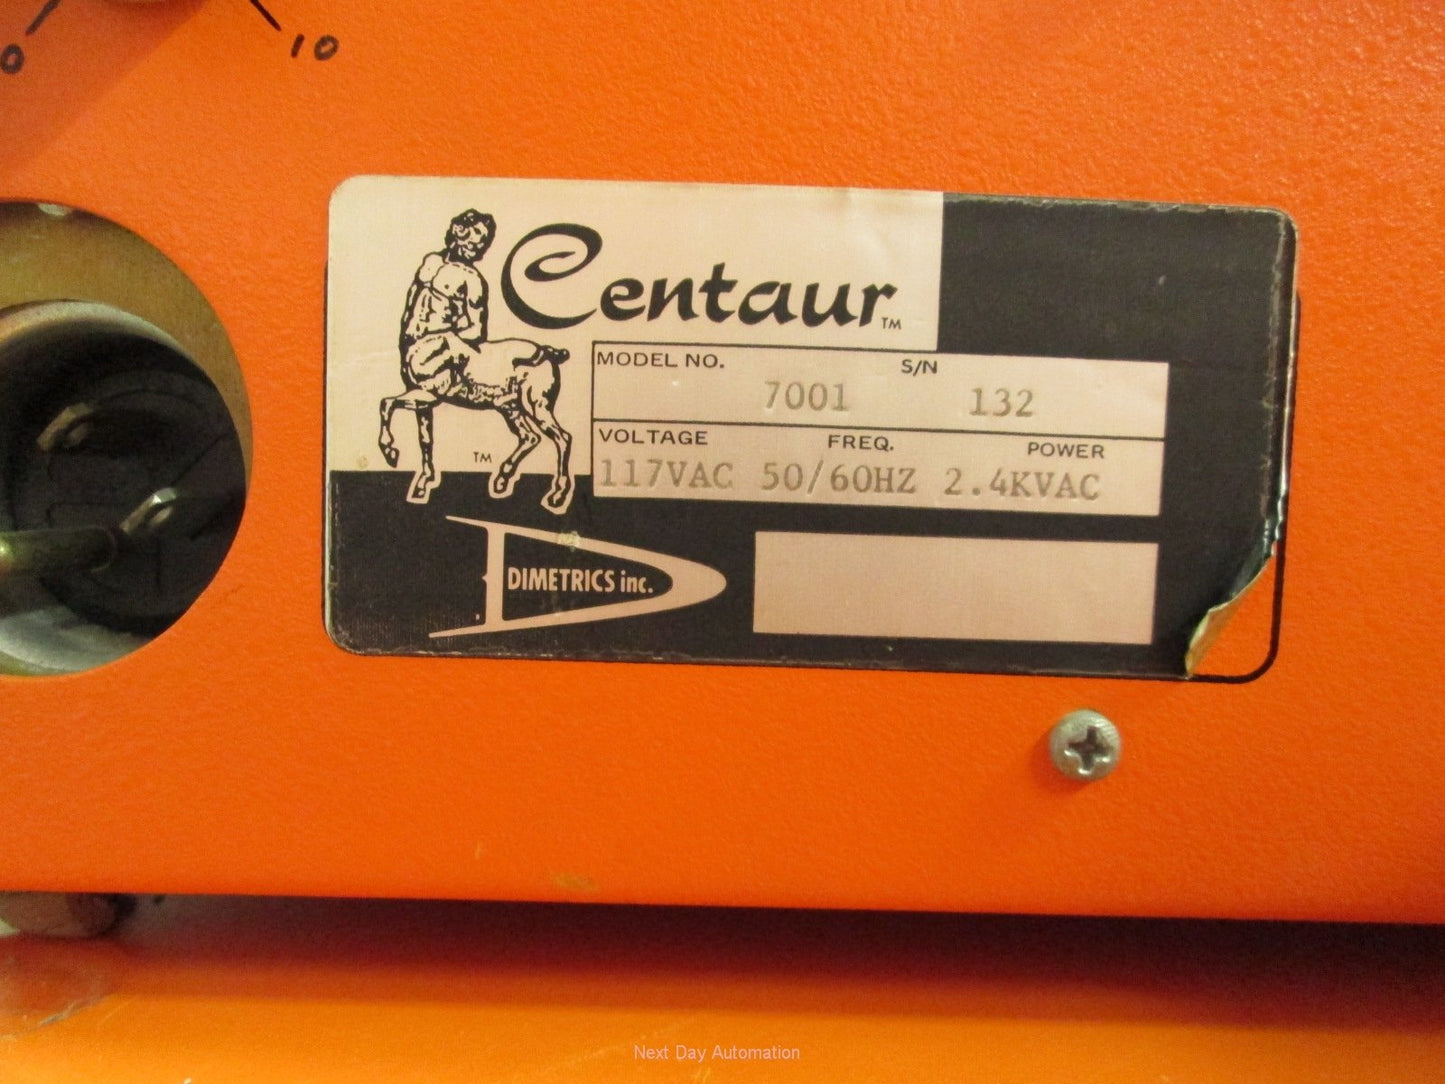 0 10
Centaur™
MODEL NO. S/N
7001 132
VOLTAGE FREQ. POWER
117VAC 50/60HZ 2.4KVAC
TM
DIMETRICS inc.
Next Day Automation